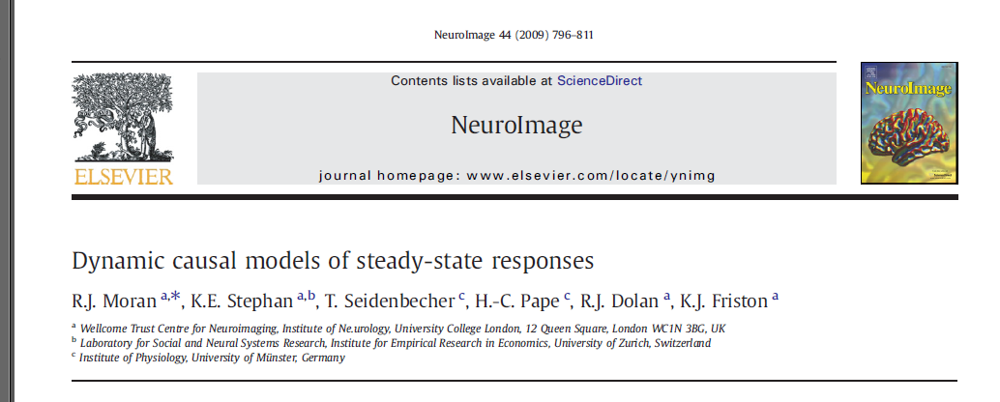 NeuroImage 44 (2009) 796–811
Contents lists available at ScienceDirect
NeuroImage
journal homepage: www.elsevier.com/locate/ynimg
ELSEVIER
NeuroImage
Dynamic causal models of steady-state responses
R.J. Moran a,*, K.E. Stephan a,b, T. Seidenbecher c, H.-C. Pape c, R.J. Dolan a, K.J. Friston a
a Wellcome Trust Centre for Neuroimaging, Institute of Ne.urology, University College London, 12 Queen Square, London WC1N 3BG, UK
b Laboratory for Social and Neural Systems Research, Institute for Empirical Research in Economics, University of Zurich, Switzerland
c Institute of Physiology, University of Münster, Germany